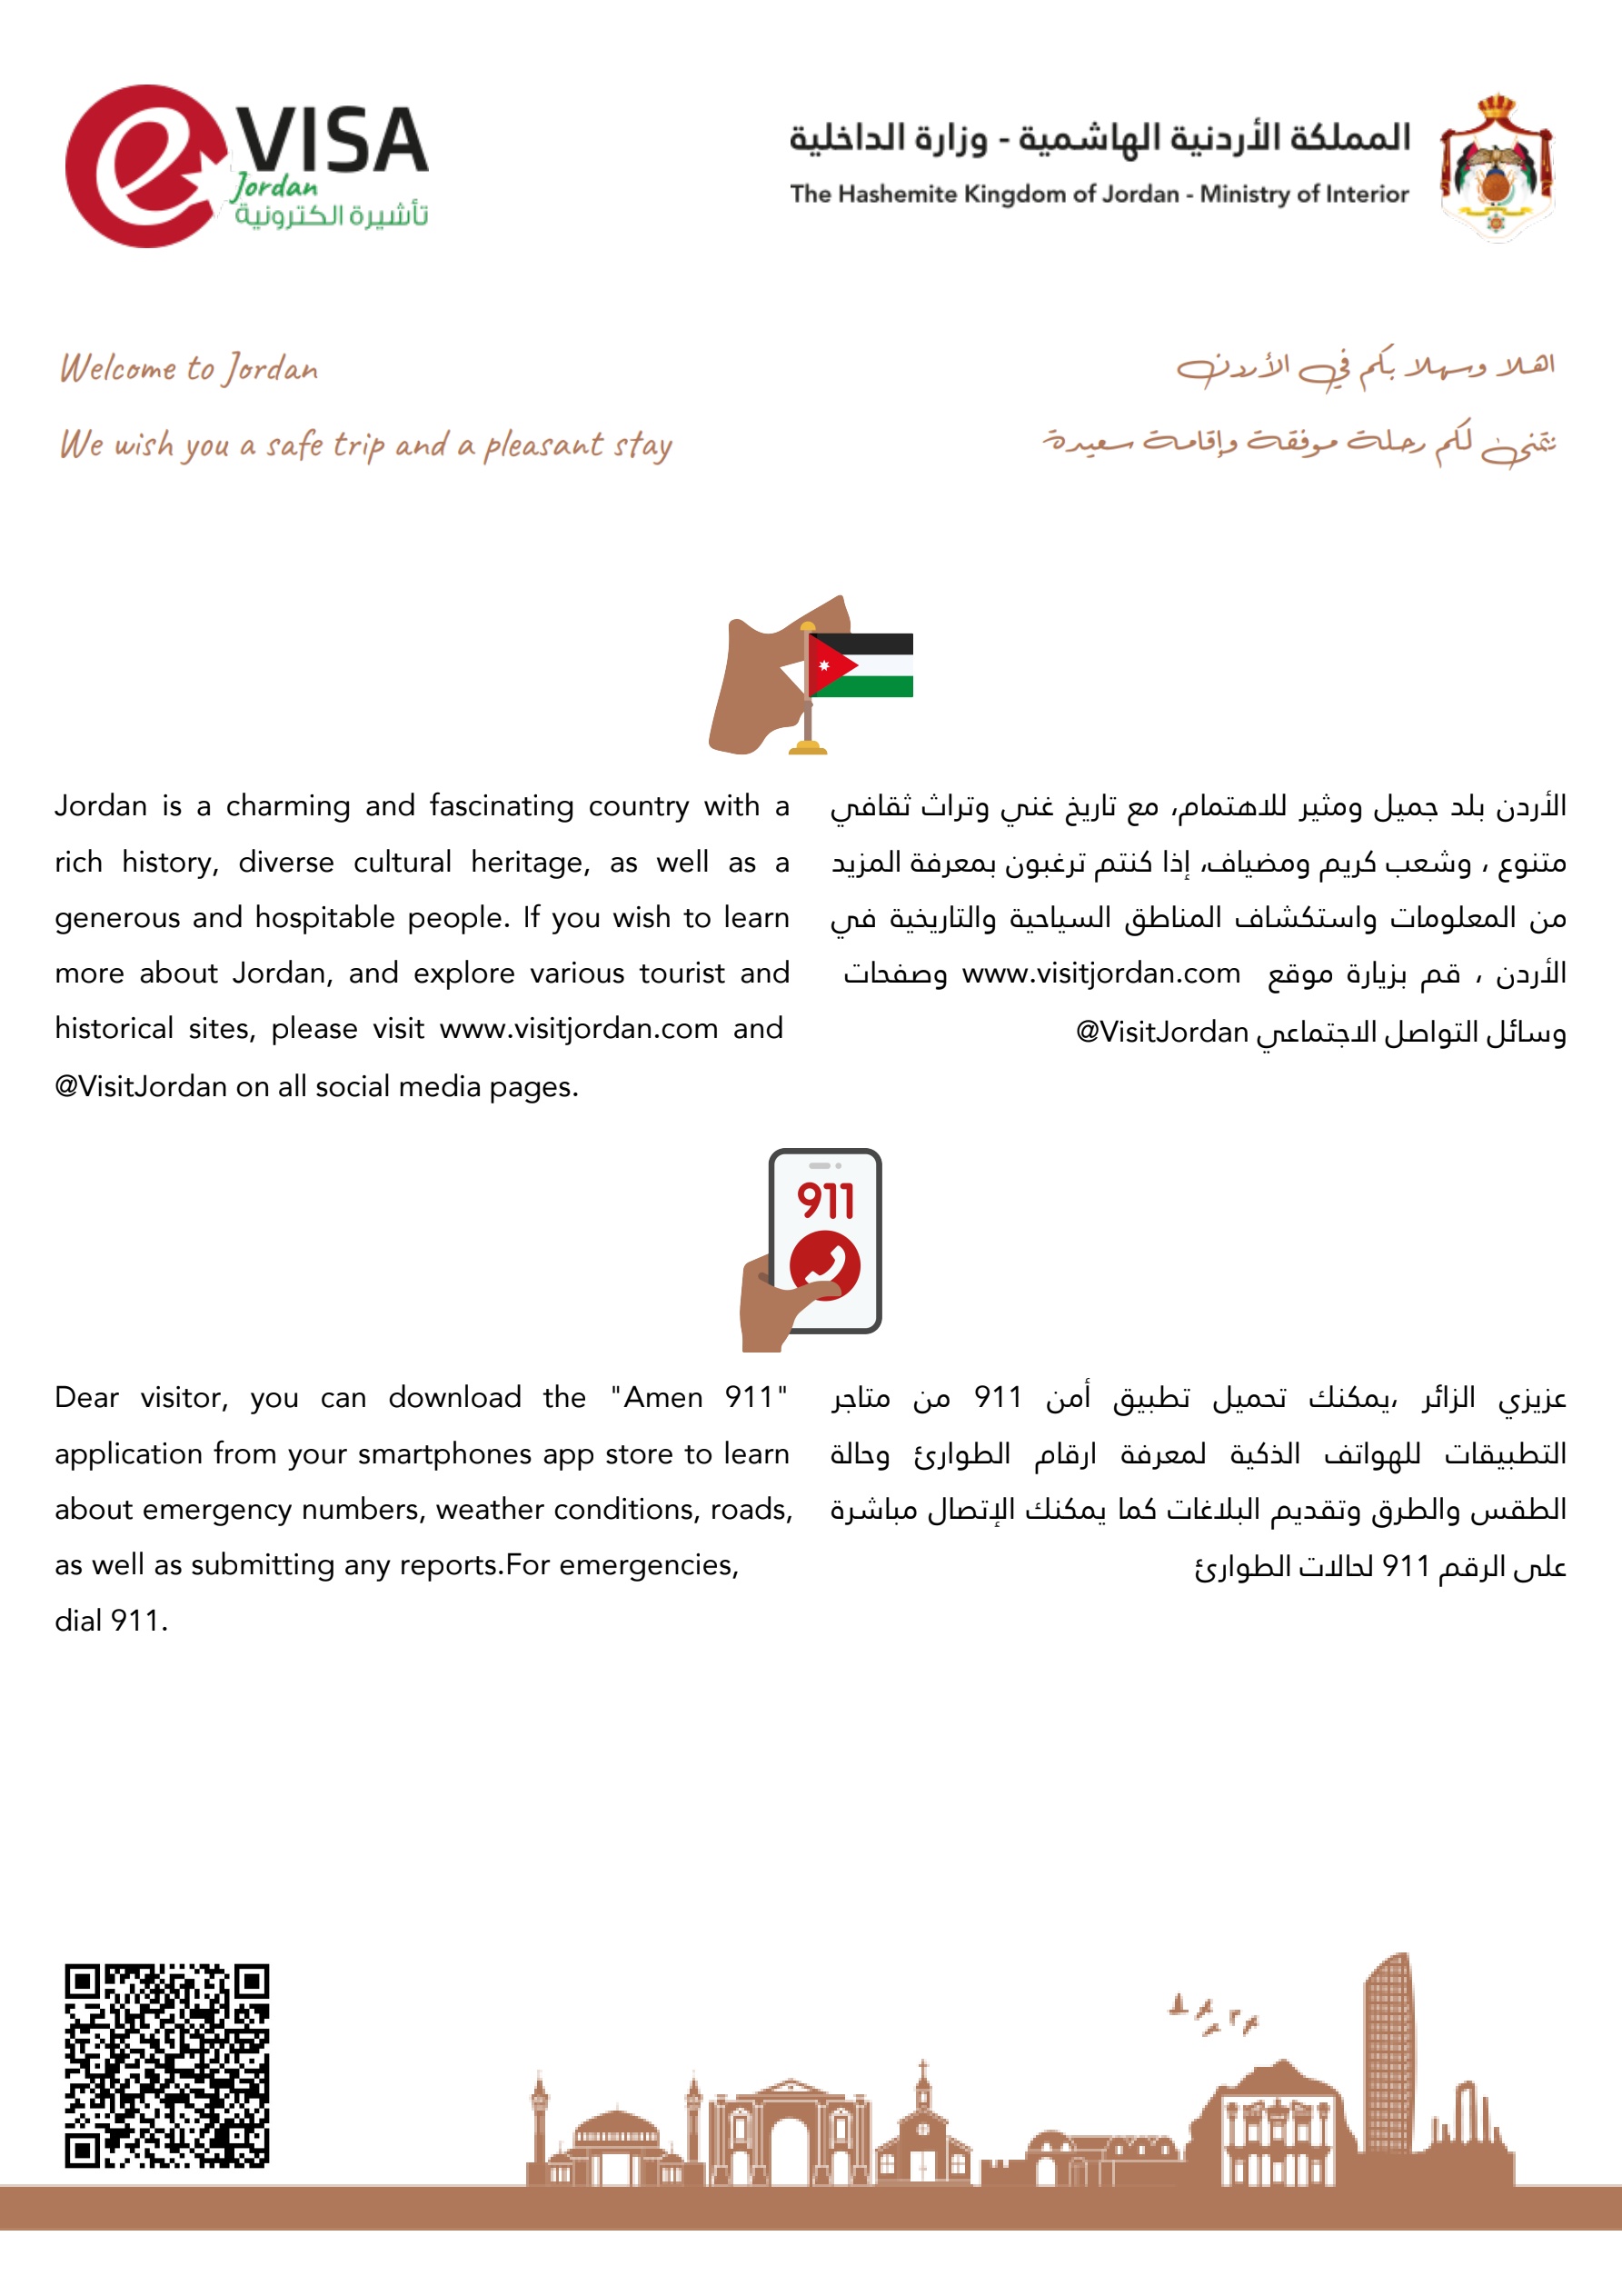 VISA
Jordan
تأشيرة الكترونية
المملكة الأردنية الهاشمية - وزارة الداخلية
The Hashemite Kingdom of Jordan - Ministry of Interior
Welcome to Jordan
We wish you a safe trip and a pleasant stay
اهلا وسهلا بكم في الأردن
نتمنى لكم رحلة موفقة وإقامة سعيدة
Jordan is a charming and fascinating country with a
rich history, diverse cultural heritage, as well as a
generous and hospitable people. If you wish to learn
more about Jordan, and explore various tourist and
historical sites, please visit www.visitjordan.com and
@VisitJordan on all social media pages.
الأردن بلد جميل ومثير للاهتمام، مع تاريخ غني وتراث ثقافي
متنوع ، وشعب كريم ومضياف، إذا كنتم ترغبون بمعرفة المزيد
من المعلومات واستكشاف المناطق السياحية والتاريخية في
الأردن ، قم بزيارة موقع www.visitjordan.com وصفحات
وسائل التواصل الاجتماعي VisitJordan@
911
Dear visitor, you can download the "Amen 911"
application from your smartphones app store to learn
about emergency numbers, weather conditions, roads,
as well as submitting any reports.For emergencies,
dial 911.
عزيزي الزائر ،يمكنك تحميل تطبيق أمن 911 من متاجر
التطبيقات للهواتف الذكية لمعرفة ارقام الطوارئ وحالة
الطقس والطرق وتقديم البلاغات كما يمكنك الإتصال مباشرة
على الرقم 911 لحالات الطوارئ